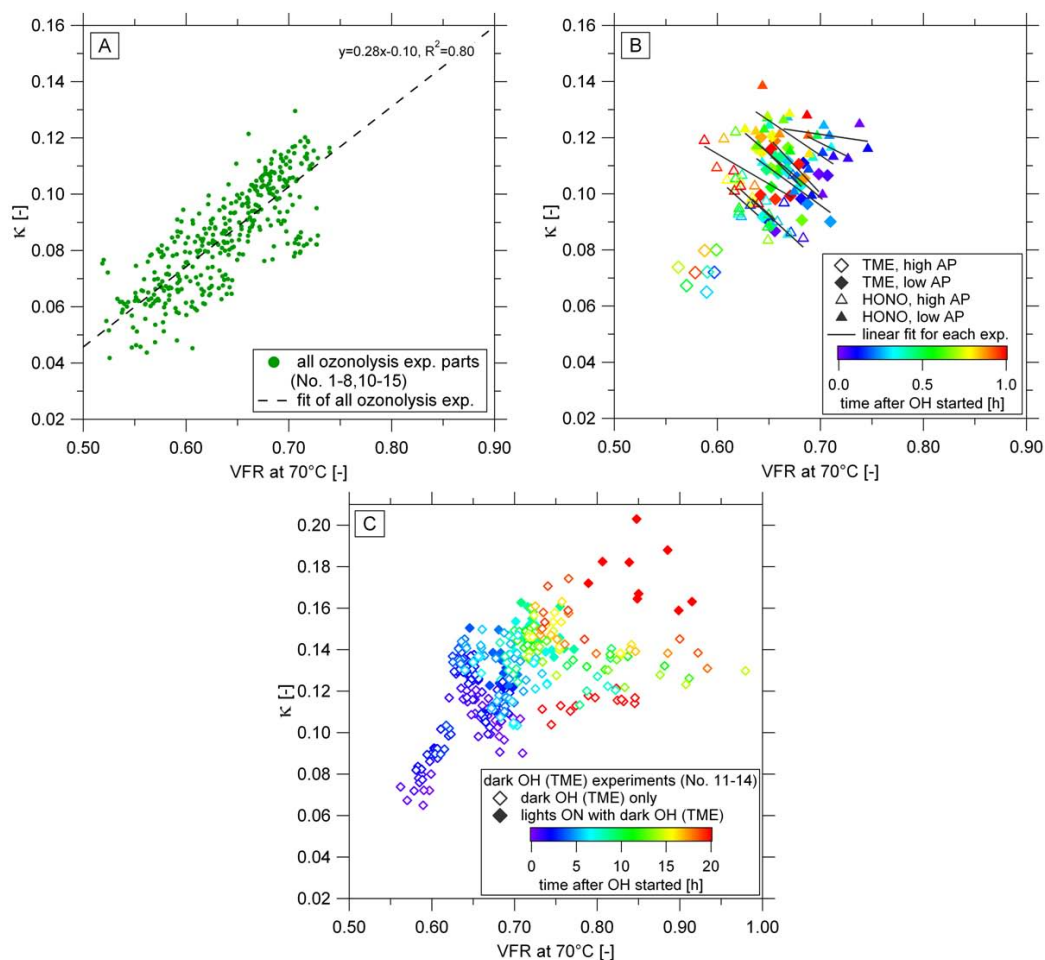 A
y=0.28x-0.10, R²=0.80
0.16
0.14
0.12
0.10
0.08
0.06
0.04
0.02
κ [-]
all ozonolysis exp. parts
(No. 1-8,10-15)
fit of all ozonolysis exp.
0.50 0.60 0.70 0.80 0.90
VFR at 70°C [-]
B
0.16
0.14
0.12
0.10
0.08
0.06
0.04
0.02
κ [-]
TME, high AP
TME, low AP
HONO, high AP
HONO, low AP
linear fit for each exp.
0.0 0.5 1.0
time after OH started [h]
0.50 0.60 0.70 0.80 0.90
VFR at 70°C [-]
C
0.20
0.18
0.16
0.14
0.12
0.10
0.08
0.06
0.04
0.02
κ [-]
dark OH (TME) experiments (No. 11-14)
dark OH (TME) only
lights ON with dark OH (TME)
0 5 10 15 20
time after OH started [h]
0.50 0.60 0.70 0.80 0.90 1.00
VFR at 70°C [-]